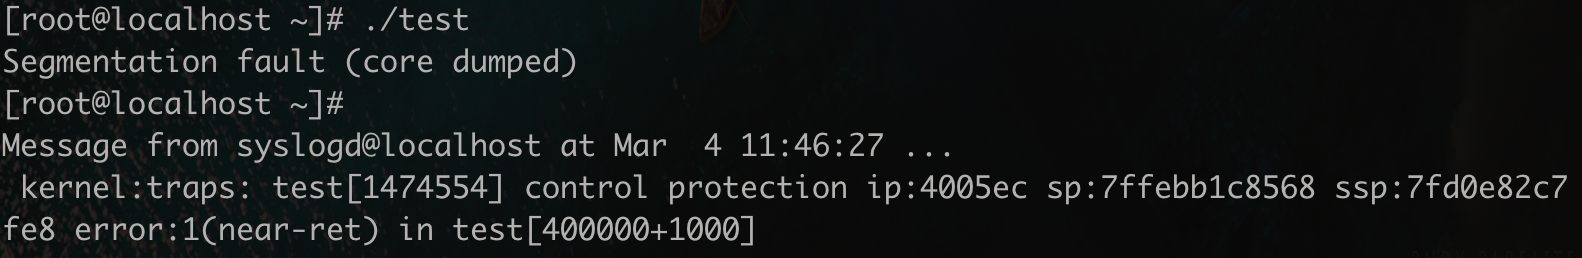 [root@localhost ~]# ./test
Segmentation fault (core dumped)
[root@localhost ~]#
Message from syslogd@localhost at Mar  4 11:46:27 ...
 kernel:traps: test[1474554] control protection ip:4005ec sp:7ffebb1c8568 ssp:7fd0e82c7
fe8 error:1(near-ret) in test[400000+1000]